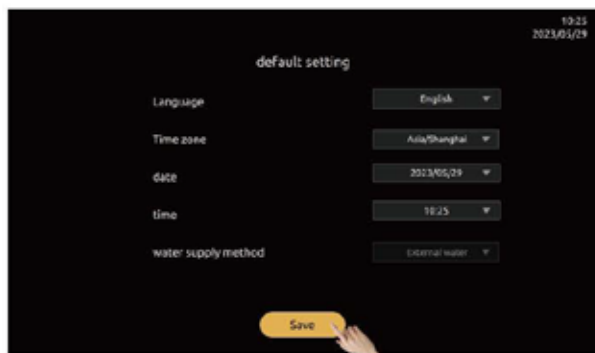 10:25
2023/05/29
default setting
Language English
Time zone Asia/Shanghai
date 2023/05/29
time 10:25
water supply method External water
Save